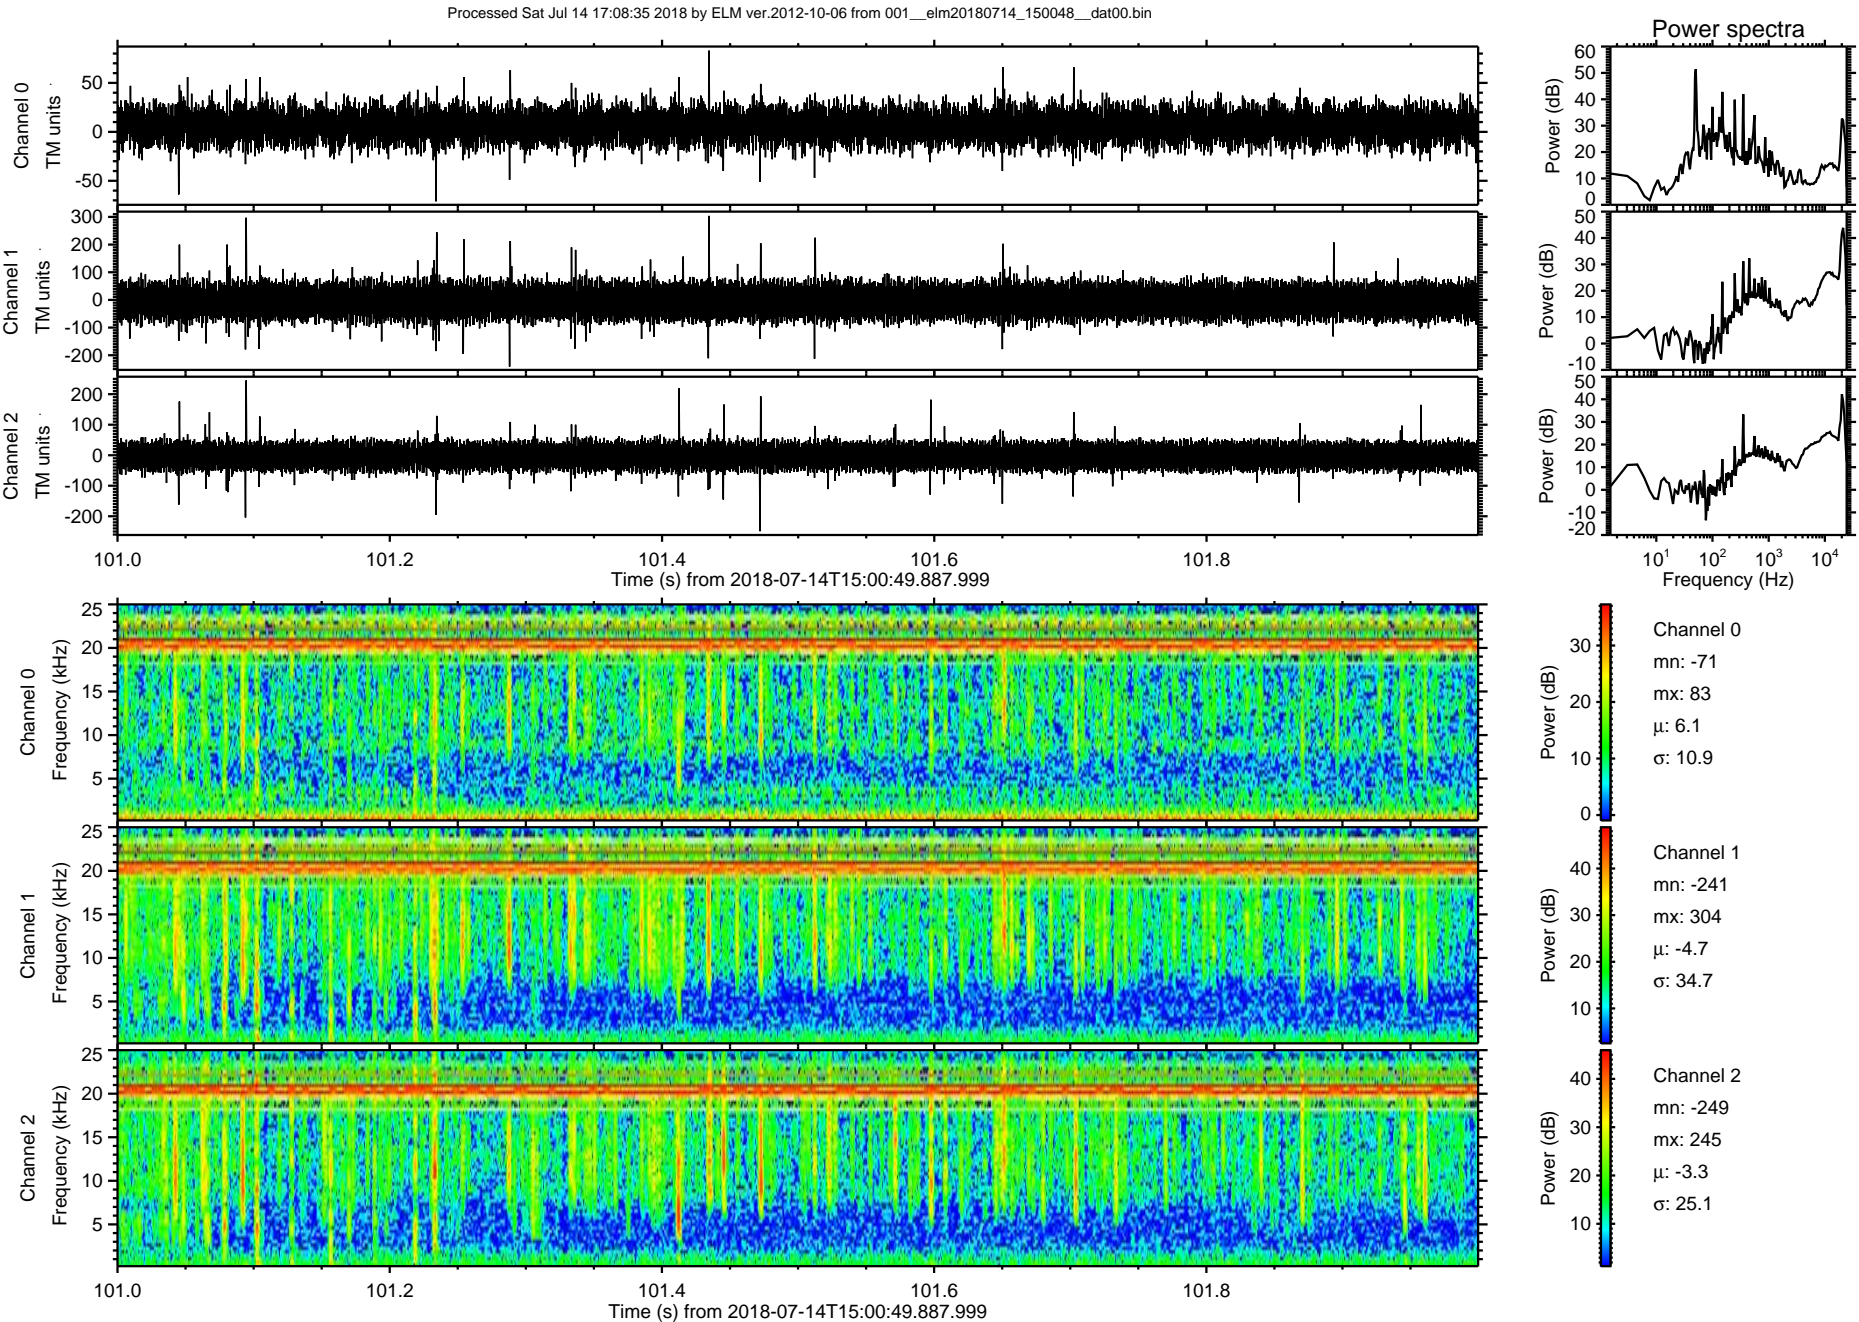 Processed Sat Jul 14 17:08:35 2018 by ELM ver.2012-10-06 from 001__elm20180714_150048__dat00.bin
Power spectra
Channel 0
TM units
50
0
-50
Channel 1
TM units
300
200
100
0
-100
-200
Channel 2
TM units
200
100
0
-100
-200
101.0 101.2 101.4 101.6 101.8
Time (s) from 2018-07-14T15:00:49.887.999
Power (dB)
60
50
40
30
20
10
0
Power (dB)
50
40
30
20
10
0
-10
Power (dB)
50
40
30
20
10
0
-10
-20
10¹ 10² 10³ 10⁴
Frequency (Hz)
Channel 0
Frequency (kHz)
25
20
15
10
5
Channel 1
Frequency (kHz)
25
20
15
10
5
Channel 2
Frequency (kHz)
25
20
15
10
5
101.0 101.2 101.4 101.6 101.8
Time (s) from 2018-07-14T15:00:49.887.999
Power (dB)
30
20
10
0
Channel 0
mn: -71
mx: 83
μ: 6.1
σ: 10.9
Power (dB)
40
30
20
10
Channel 1
mn: -241
mx: 304
μ: -4.7
σ: 34.7
Power (dB)
40
30
20
10
Channel 2
mn: -249
mx: 245
μ: -3.3
σ: 25.1